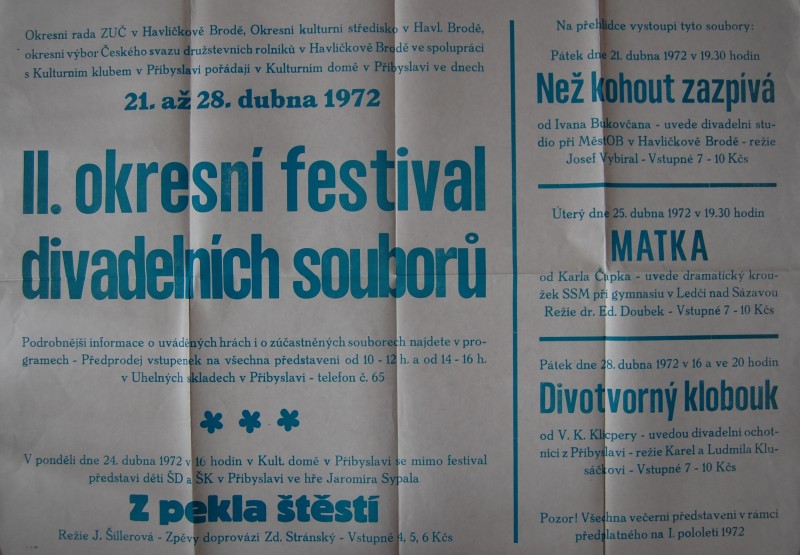 Okresní rada ZUČ v Havlíčkově Brodě, Okresní kulturní středisko v Havl. Brodě,
okresní výbor Českého svazu družstevních rolníků v Havlíčkově Brodě ve spolupráci
s Kulturním klubem v Přibyslavi pořádají v Kulturním domě v Přibyslavi ve dnech
21. až 28. dubna 1972
II. okresní festival
divadelních souborů
Podrobnější informace o uváděných hrách i o zúčastněných souborech najdete v pro-
gramech - Předprodej vstupenek na všechna představení od 10 - 12 h. a od 14 - 16 h.
v Uhelných skladech v Přibyslavi - telefon č. 65
V pondělí dne 24. dubna 1972 v 16 hodin v Kult. domě v Přibyslavi se mimo festival
představí děti ŠD a ŠK v Přibyslavi ve hře Jaromíra Sypala
Z pekla štěstí
Režie J. Šillerová - Zpěvy doprovází Zd. Stránský - Vstupné 4, 5, 6 Kčs
Na přehlídce vystoupí tyto soubory:
Pátek dne 21. dubna 1972 v 19.30 hodin
Než kohout zazpívá
od Ivana Bukovčana - uvede divadelní stu-
dio při MěstOB v Havlíčkově Brodě - režie
Josef Vybíral - Vstupné 7 - 10 Kčs
Úterý dne 25. dubna 1972 v 19.30 hodin
MATKA
od Karla Čapka - uvede dramatický krou-
žek SSM při gymnasiu v Ledči nad Sázavou
Režie dr. Ed. Doubek - Vstupné 7 - 10 Kčs
Pátek dne 28. dubna 1972 v 16 a ve 20 hodin
Divotvorný klobouk
od V. K. Klicpery - uvedou divadelní ochot-
níci z Přibyslavi - režie Karel a Ludmila Klu-
sáčkovi - Vstupné 7 - 10 Kčs
Pozor! Všechna večerní představení v rámci
předplatného na I. pololetí 1972